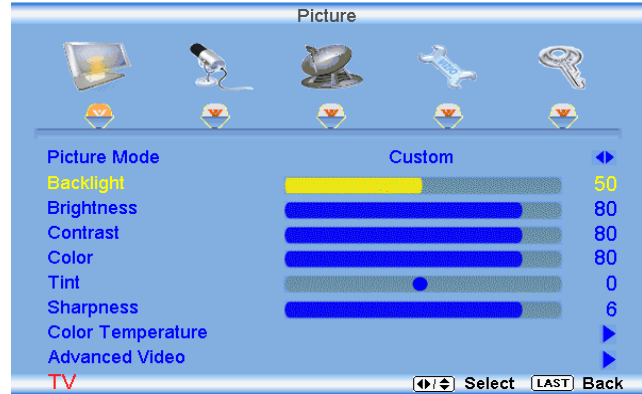 Picture
Picture Mode Custom
Backlight 50
Brightness 80
Contrast 80
Color 80
Tint 0
Sharpness 6
Color Temperature
Advanced Video
TV Select LAST Back